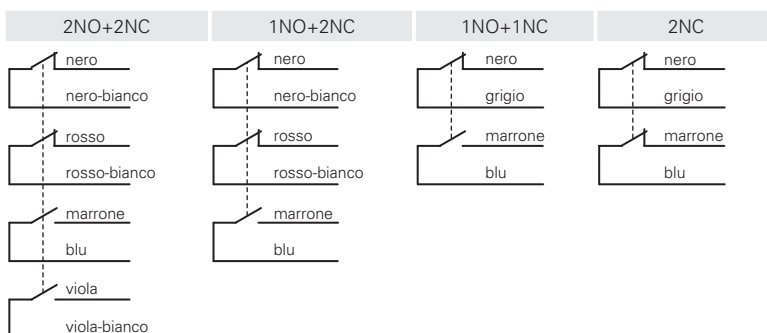 2NO+2NC
nero
nero-bianco
rosso
rosso-bianco
marrone
blu
viola
viola-bianco
1NO+2NC
nero
nero-bianco
rosso
rosso-bianco
marrone
blu
1NO+1NC
nero
grigio
marrone
blu
2NC
nero
grigio
marrone
blu